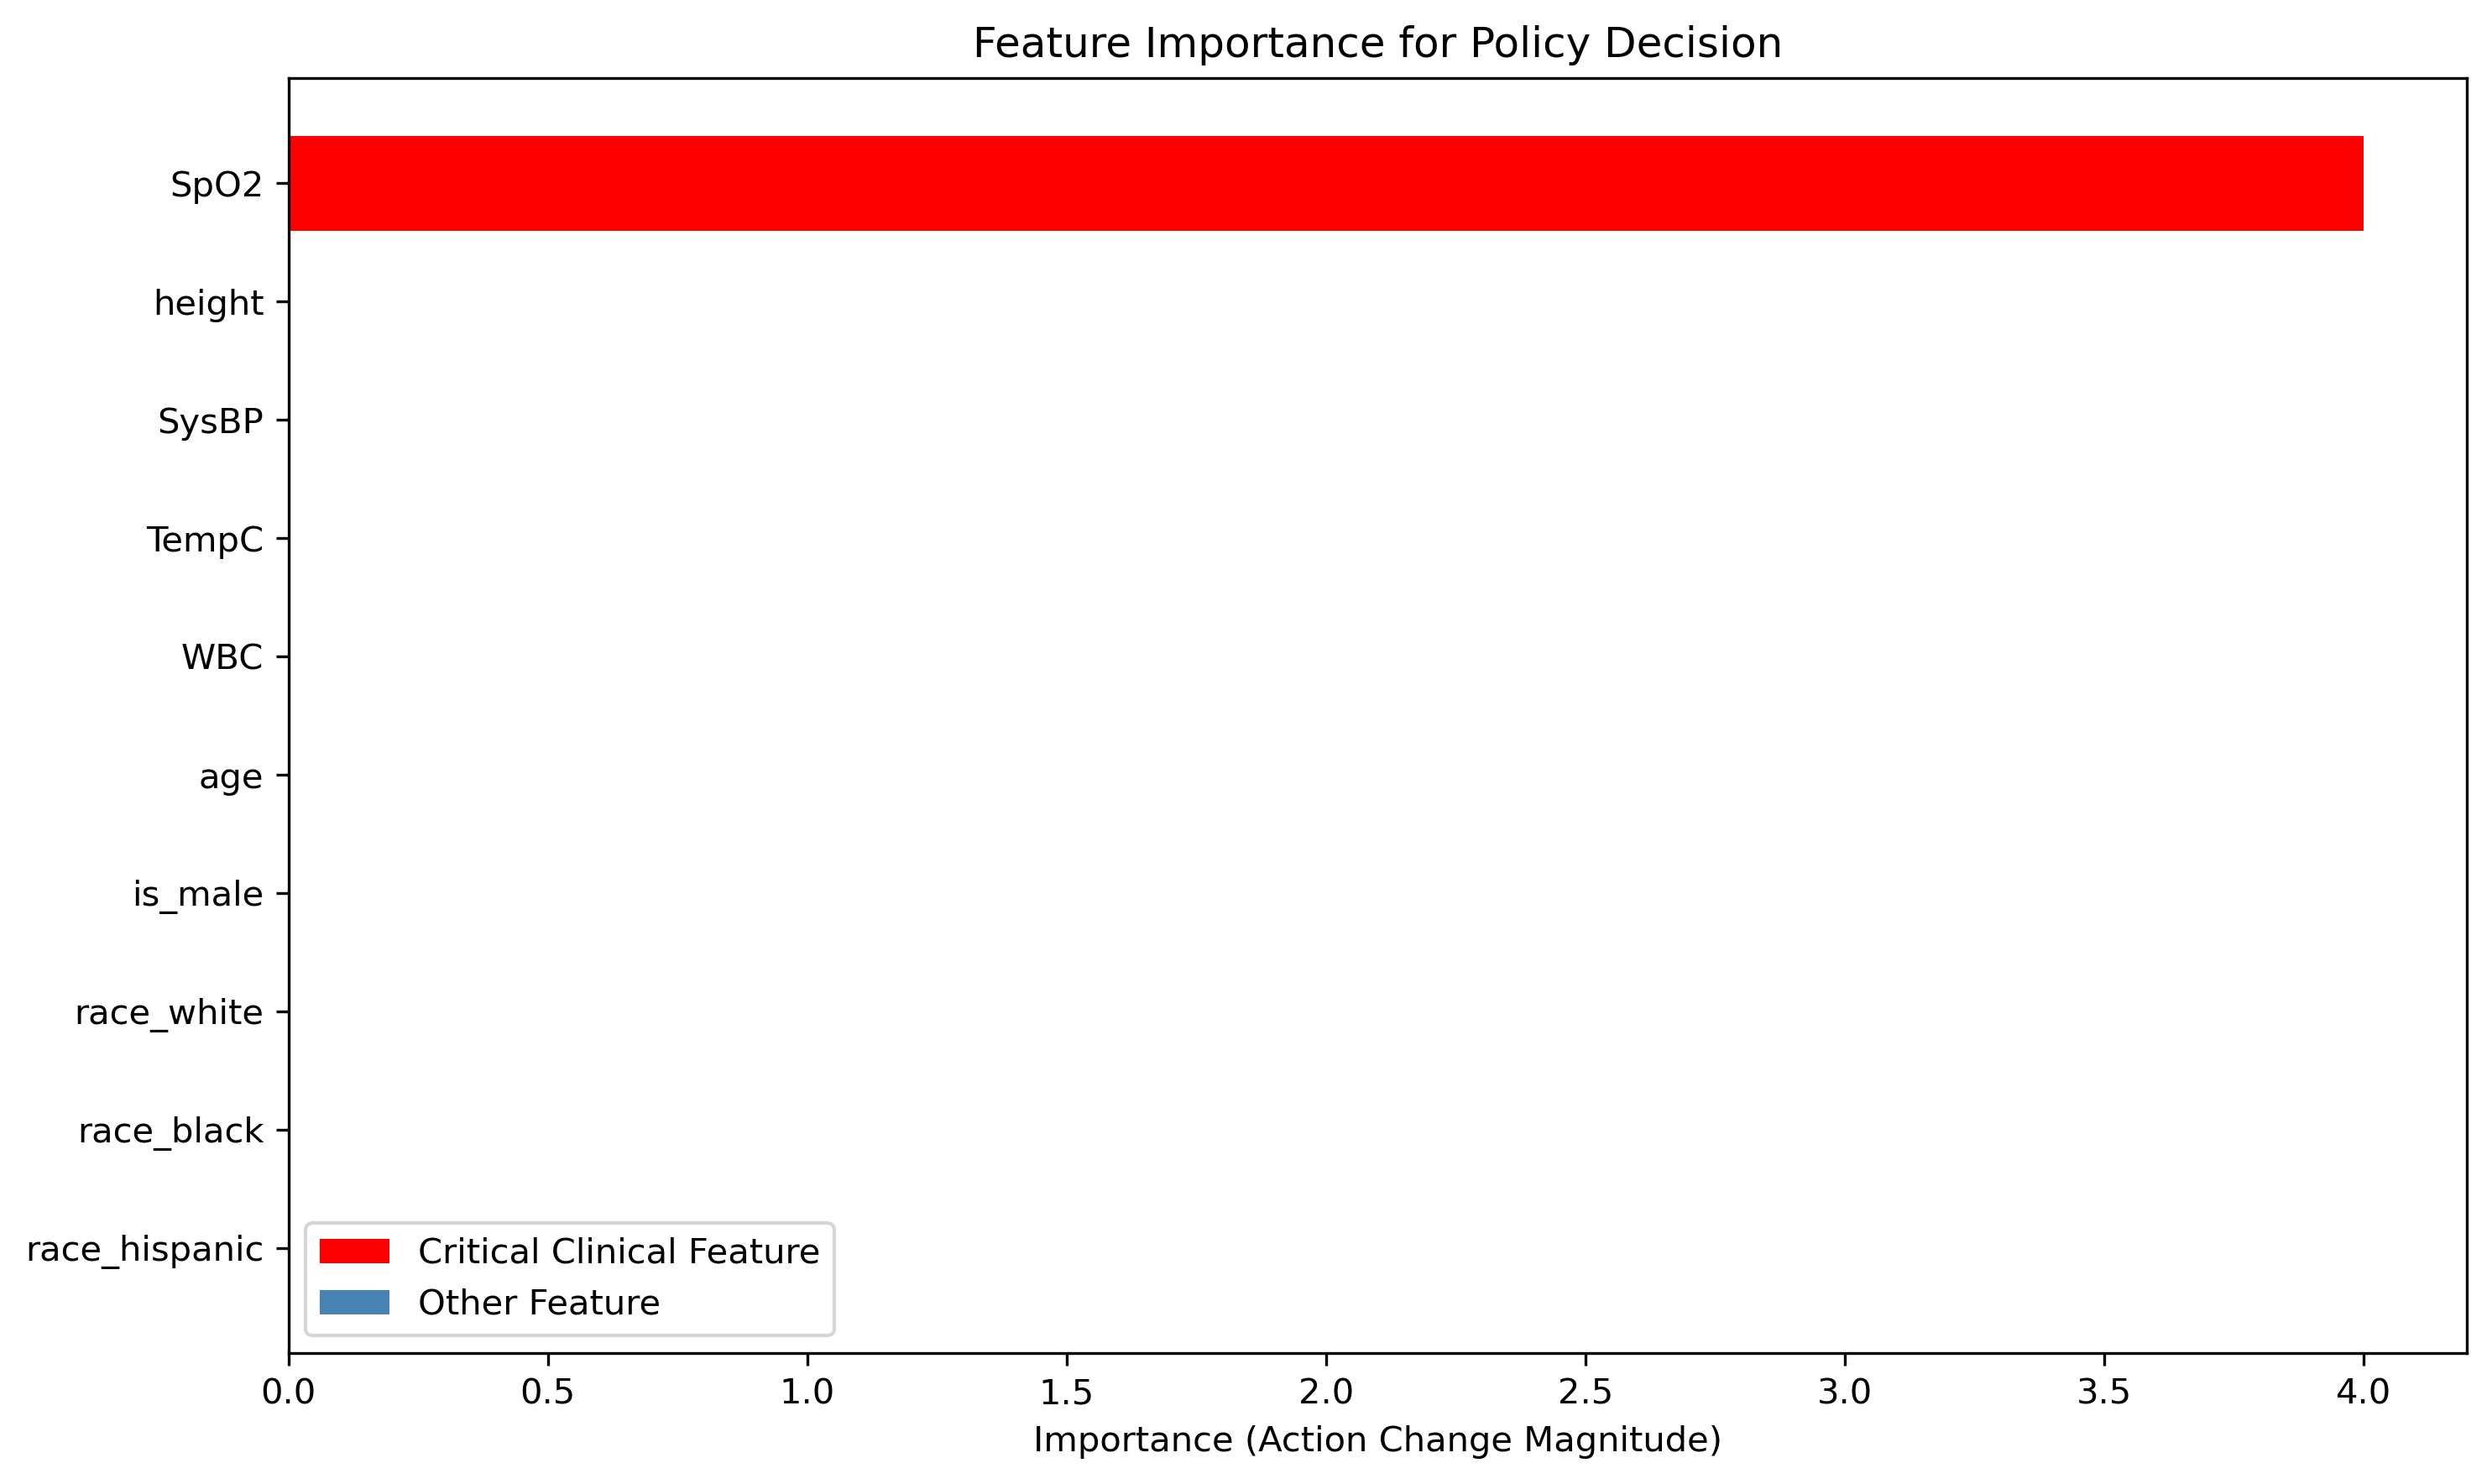 Feature Importance for Policy Decision
SpO2
height
SysBP
TempC
WBC
age
is_male
race_white
race_black
race_hispanic
Critical Clinical Feature
Other Feature
0.0 0.5 1.0 1.5 2.0 2.5 3.0 3.5 4.0
Importance (Action Change Magnitude)